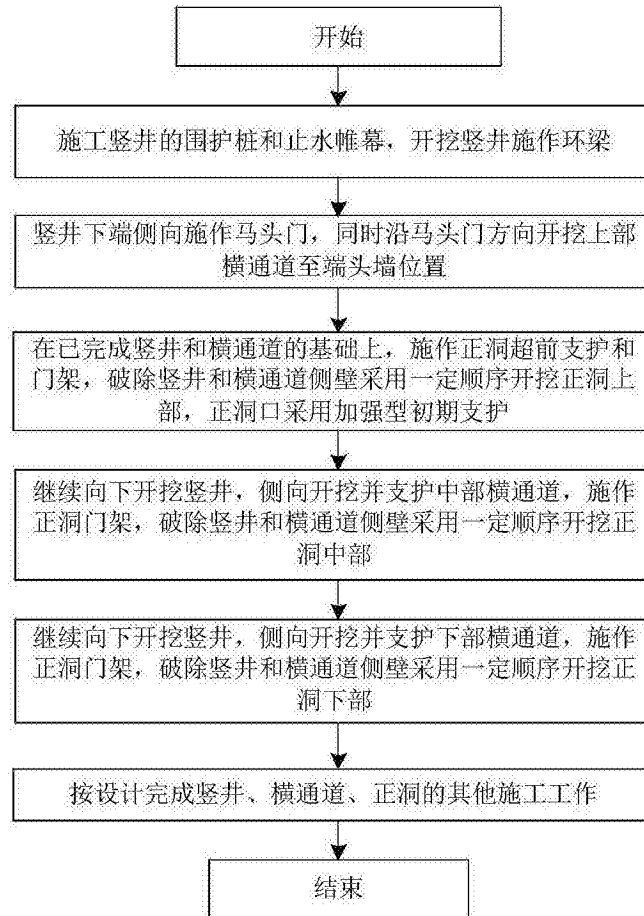 开始
施工竖井的围护桩和止水帷幕，开挖竖井施作环梁
竖井下端侧向施作马头门，同时沿马头门方向开挖上部
横通道至端头墙位置
在已完成竖井和横通道的基础上，施作正洞超前支护和
门架，破除竖井和横通道侧壁采用一定顺序开挖正洞上
部，正洞口采用加强型初期支护
继续向下开挖竖井，侧向开挖并支护中部横通道，施作
正洞门架，破除竖井和横通道侧壁采用一定顺序开挖正
洞中部
继续向下开挖竖井，侧向开挖并支护下部横通道，施作
正洞门架，破除竖井和横通道侧壁采用一定顺序开挖正
洞下部
按设计完成竖井、横通道、正洞的其他施工工作
结束